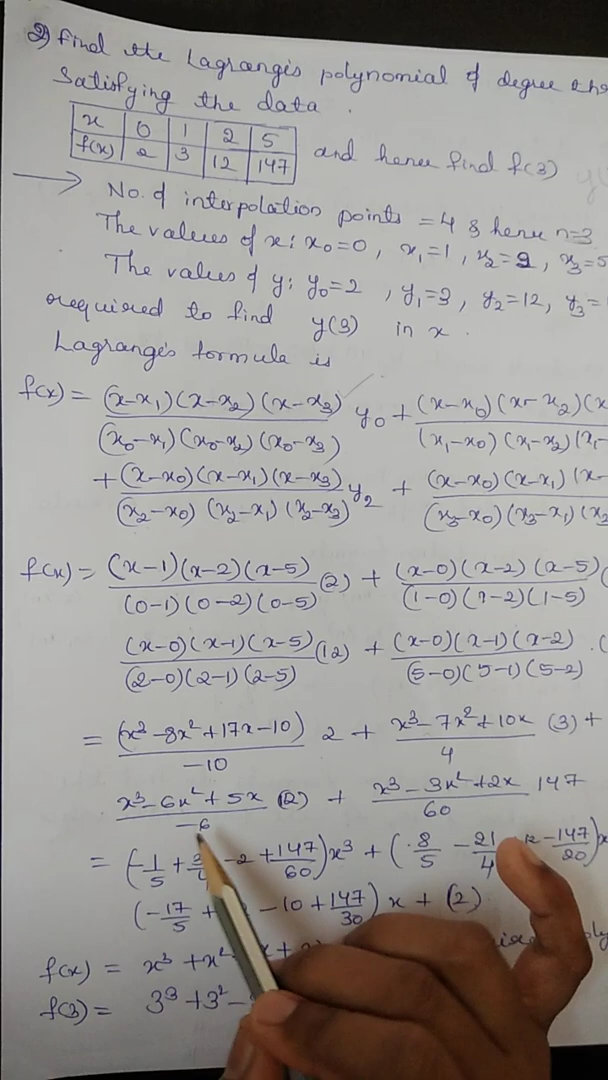 2) Find the Lagrange's polynomial of degree
Satisfying the data.
x 0 1 2 5
f(x) 2 3 12 147
and hence find f(3)
→ No. of interpolation points = 4 & here n=3
The values of x: x₀=0, x₁=1, x₂=2, x₃=5
The values of y: y₀=2, y₁=3, y₂=12, y₃=
required to find y(3) in x.
Lagrange's formula is
f(x) = (x-x₁)(x-x₂)(x-x₃)/(x₀-x₁)(x₀-x₂)(x₀-x₃) y₀ + (x-x₀)(x-x₂)(x/(x₁-x₀)(x₁-x₂)(x₁-
+ (x-x₀)(x-x₁)(x-x₃)/(x₂-x₀)(x₂-x₁)(x₂-x₃) y₂ + (x-x₀)(x-x₁)(x-/(x₃-x₀)(x₃-x₁)(x₃
f(x) = (x-1)(x-2)(x-5)/(0-1)(0-2)(0-5) (2) + (x-0)(x-2)(x-5)/(1-0)(1-2)(1-5) (
(x-0)(x-1)(x-5)/(2-0)(2-1)(2-5) (12) + (x-0)(x-1)(x-2)/(5-0)(5-1)(5-2) . (
= (x³-8x²+17x-10)/-10 2 + x³-7x²+10x/4 (3) +
x³-6x²+5x/-6 (12) + x³-3x²+2x/60 147
= (-1/5 + 3/ -2 + 147/60)x³ + (8/5 - 21/4 - 147/20)x
(-17/5 + -10 + 147/30)x + (2)
f(x) = x³+x²-x+
f(3) = 3³+3²-